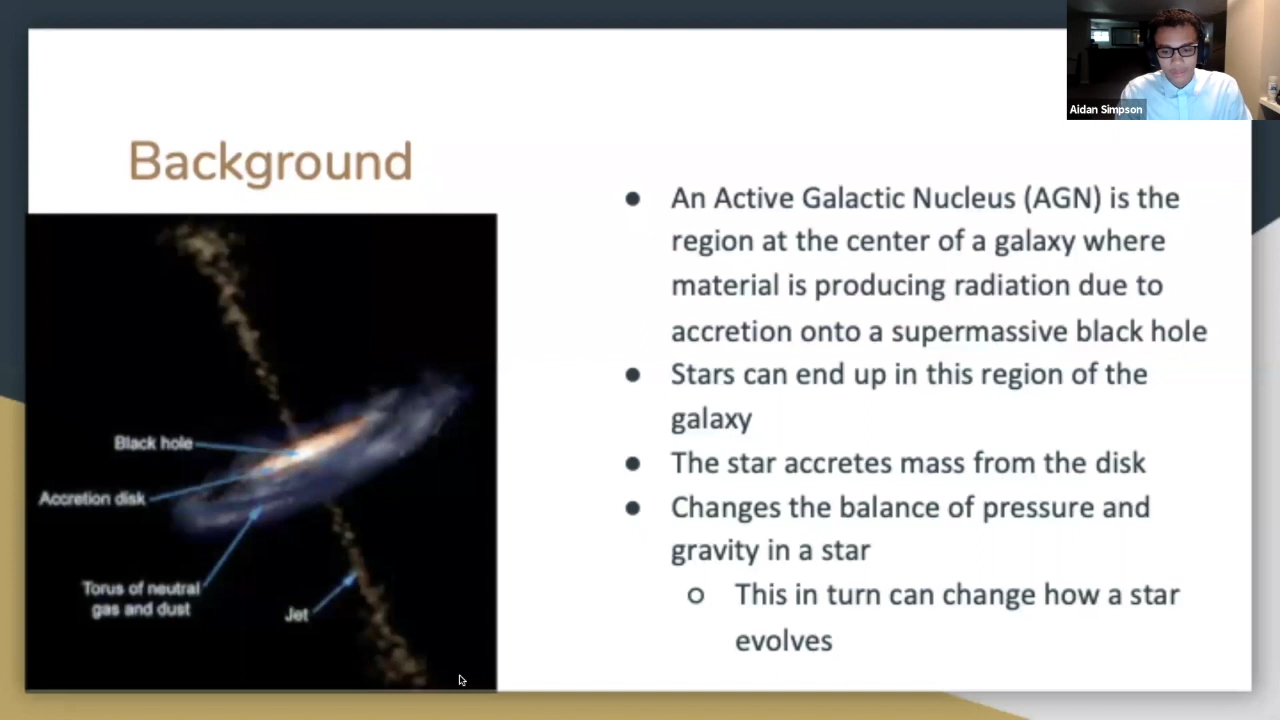 Aidan Simpson
Background
● An Active Galactic Nucleus (AGN) is the
region at the center of a galaxy where
material is producing radiation due to
accretion onto a supermassive black hole
● Stars can end up in this region of the
galaxy
● The star accretes mass from the disk
● Changes the balance of pressure and
gravity in a star
○ This in turn can change how a star
evolves
Black hole
Accretion disk
Torus of neutral
gas and dust
Jet